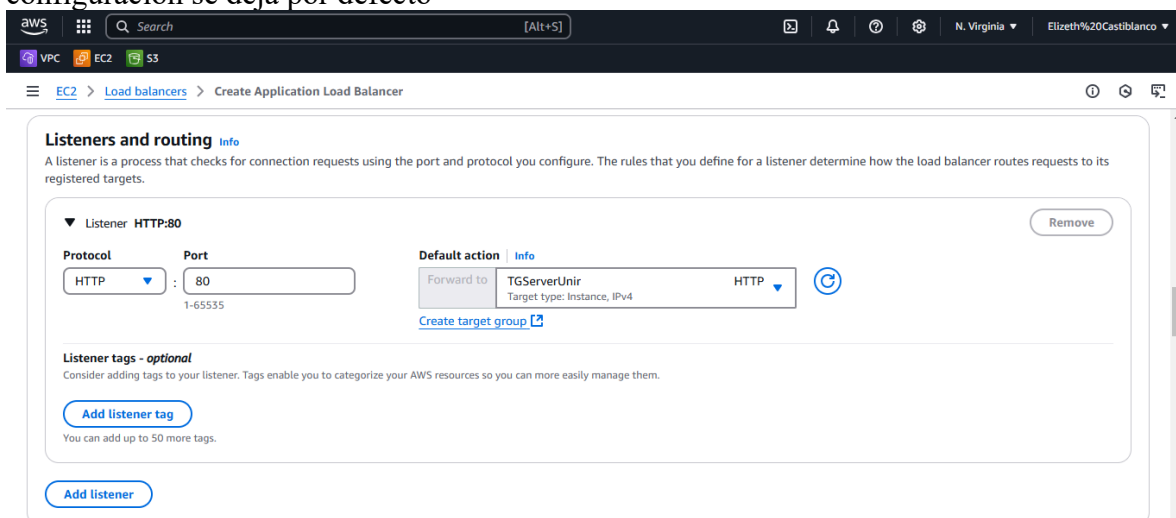 configuración se deja por defecto
aws
Search
[Alt+S]
N. Virginia
Elizeth%20Castiblanco
VPC
EC2
S3
EC2 > Load balancers > Create Application Load Balancer
Listeners and routing Info
A listener is a process that checks for connection requests using the port and protocol you configure. The rules that you define for a listener determine how the load balancer routes requests to its
registered targets.
Listener HTTP:80
Remove
Protocol
Port
Default action | Info
HTTP
:
80
1-65535
Forward to
TGServerUnir
Target type: Instance, IPv4
HTTP
Create target group
Listener tags - optional
Consider adding tags to your listener. Tags enable you to categorize your AWS resources so you can more easily manage them.
Add listener tag
You can add up to 50 more tags.
Add listener